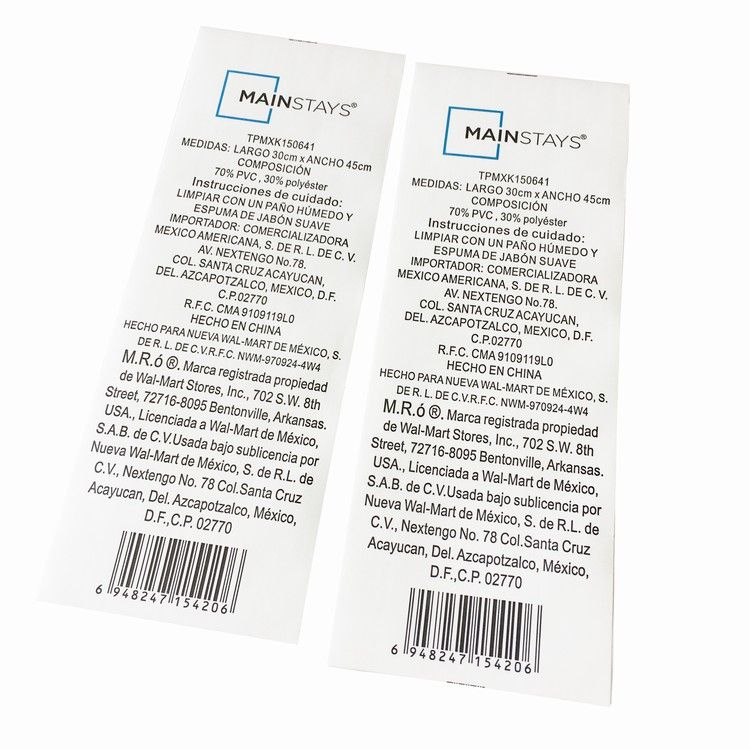 MAINSTAYS®
TPMXK150641
MEDIDAS: LARGO 30cm x ANCHO 45cm
COMPOSICIÓN
70% PVC, 30% polyéster
Instrucciones de cuidado:
LIMPIAR CON UN PAÑO HÚMEDO Y
ESPUMA DE JABÓN SUAVE
IMPORTADOR: COMERCIALIZADORA
MEXICO AMERICANA, S. DE R. L. DE C. V.
AV. NEXTENGO No.78.
COL. SANTA CRUZ ACAYUCAN,
DEL. AZCAPOTZALCO, MEXICO, D.F.
C.P.02770
R.F.C. CMA 9109119L0
HECHO EN CHINA
HECHO PARA NUEVA WAL-MART DE MÉXICO, S.
DE R. L. DE C.V.R.F.C. NWM-970924-4W4
M.R.ó ®. Marca registrada propiedad
de Wal-Mart Stores, Inc., 702 S.W. 8th
Street, 72716-8095 Bentonville, Arkansas.
USA., Licenciada a Wal-Mart de México,
S.A.B. de C.V.Usada bajo sublicencia por
Nueva Wal-Mart de México, S. de R.L. de
C.V., Nextengo No. 78 Col.Santa Cruz
Acayucan, Del. Azcapotzalco, México,
D.F.,C.P. 02770
6 948247 154206
MAINSTAYS®
TPMXK150641
MEDIDAS: LARGO 30cm x ANCHO 45cm
COMPOSICIÓN
70% PVC, 30% polyéster
Instrucciones de cuidado:
LIMPIAR CON UN PAÑO HÚMEDO Y
ESPUMA DE JABÓN SUAVE
IMPORTADOR: COMERCIALIZADORA
MEXICO AMERICANA, S. DE R. L. DE C. V.
AV. NEXTENGO No.78.
COL. SANTA CRUZ ACAYUCAN,
DEL. AZCAPOTZALCO, MEXICO, D.F.
C.P.02770
R.F.C. CMA 9109119L0
HECHO EN CHINA
HECHO PARA NUEVA WAL-MART DE MÉXICO, S.
DE R. L. DE C.V.R.F.C. NWM-970924-4W4
M.R.ó ®. Marca registrada propiedad
de Wal-Mart Stores, Inc., 702 S.W. 8th
Street, 72716-8095 Bentonville, Arkansas.
USA., Licenciada a Wal-Mart de México,
S.A.B. de C.V.Usada bajo sublicencia por
Nueva Wal-Mart de México, S. de R.L. de
C.V., Nextengo No. 78 Col.Santa Cruz
Acayucan, Del. Azcapotzalco, México,
D.F.,C.P. 02770
6 948247 154206